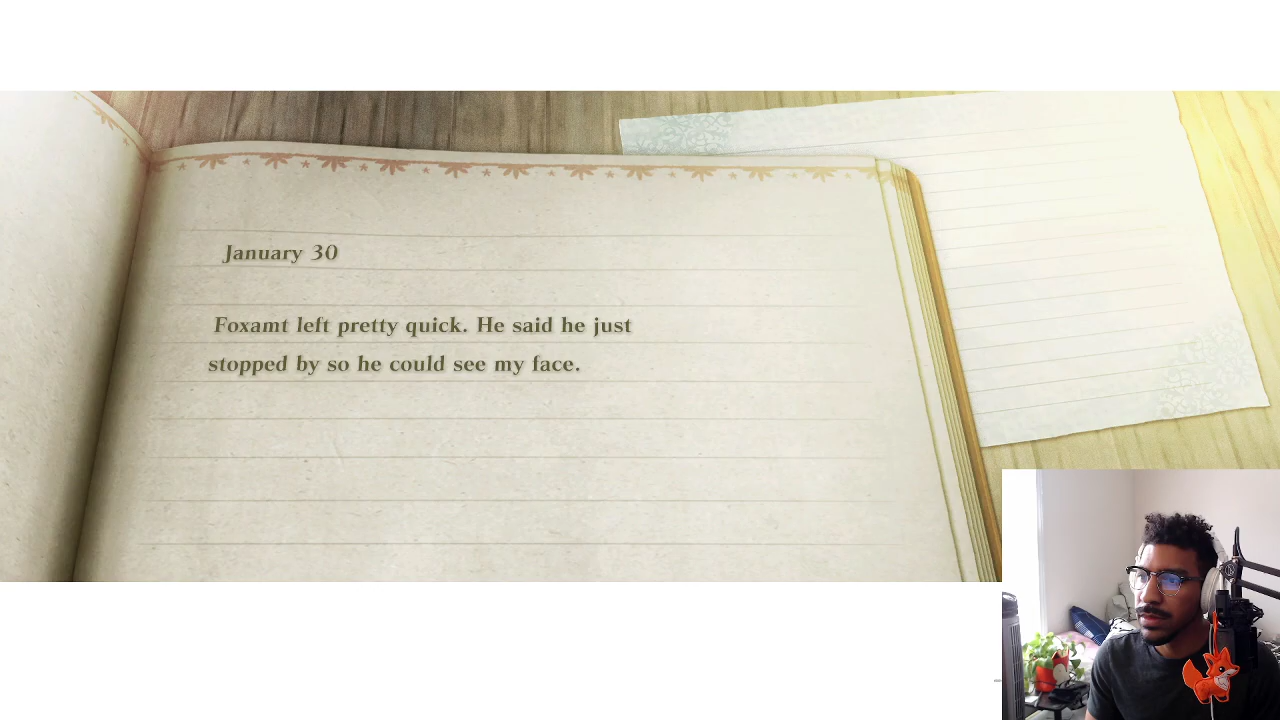 January 30
Foxamt left pretty quick. He said he just
stopped by so he could see my face.